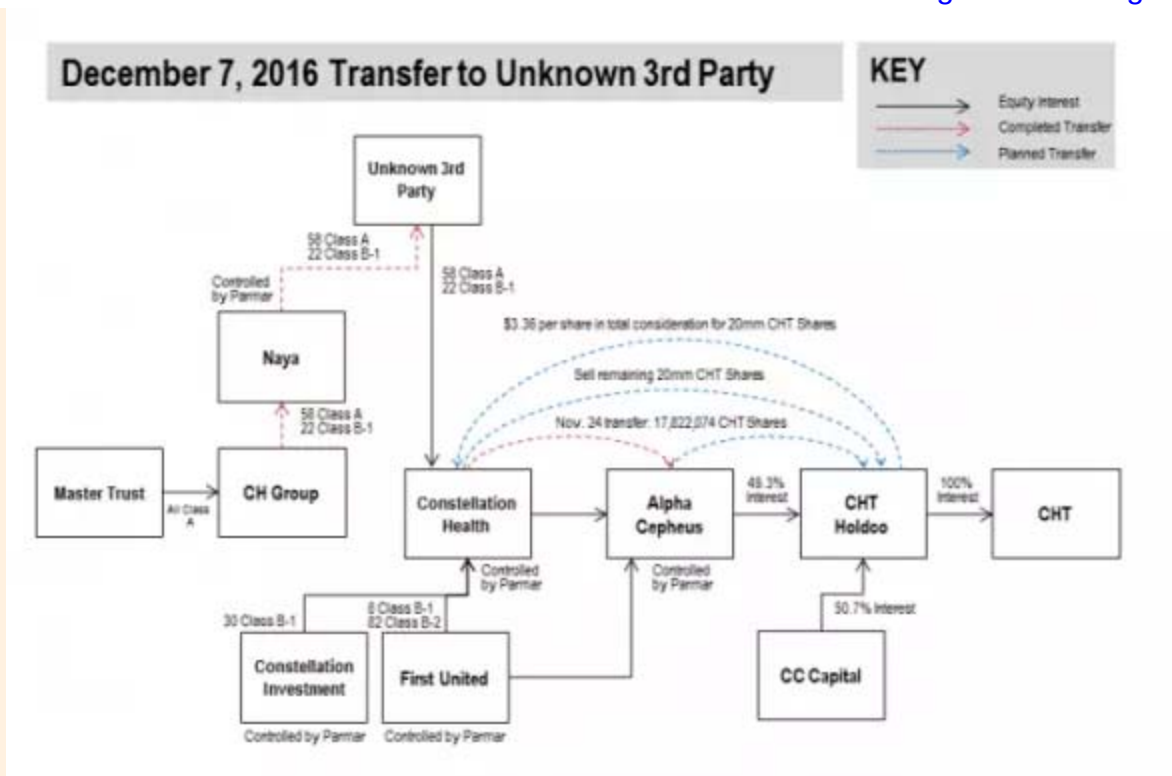 December 7, 2016 Transfer to Unknown 3rd Party
KEY
Equity Interest
Completed Transfer
Planned Transfer
Unknown 3rd
Party
58 Class A
22 Class B-1
58 Class A
22 Class B-1
Controlled
by Parmar
$3.36 per share in total consideration for 20mm CHT Shares
Naya
Sell remaining 20mm CHT Shares
58 Class A
22 Class B-1
Nov. 24 transfer: 17,822,074 CHT Shares
Master Trust
All Class
A
CH Group
Constellation
Health
Alpha
Cepheus
49.3%
Interest
CHT
Holdco
100%
Interest
CHT
Controlled
by Parmar
Controlled
by Parmar
30 Class B-1
8 Class B-1
82 Class B-2
50.7% Interest
Constellation
Investment
First United
CC Capital
Controlled by Parmar
Controlled by Parmar